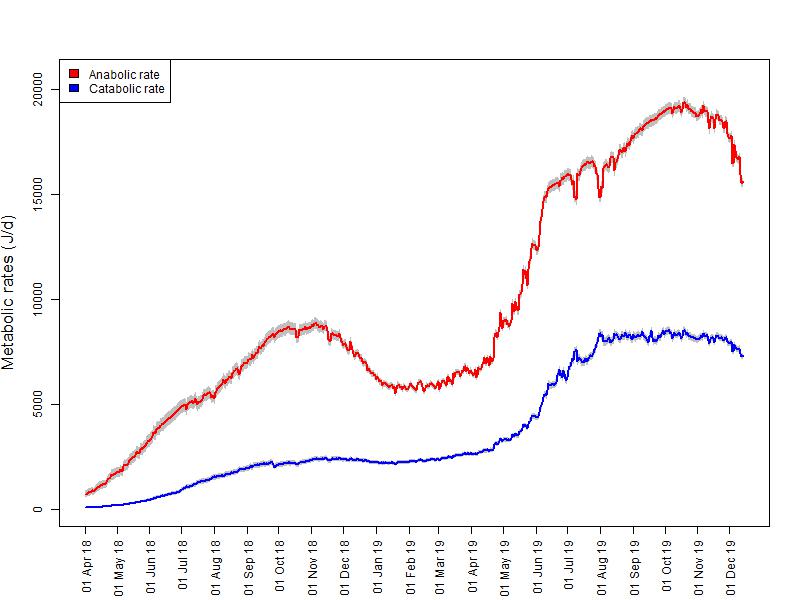 Anabolic rate
Catabolic rate
Metabolic rates (J/d)
20000
15000
10000
5000
0
01 Apr 18
01 May 18
01 Jun 18
01 Jul 18
01 Aug 18
01 Sep 18
01 Oct 18
01 Nov 18
01 Dec 18
01 Jan 19
01 Feb 19
01 Mar 19
01 Apr 19
01 May 19
01 Jun 19
01 Jul 19
01 Aug 19
01 Sep 19
01 Oct 19
01 Nov 19
01 Dec 19